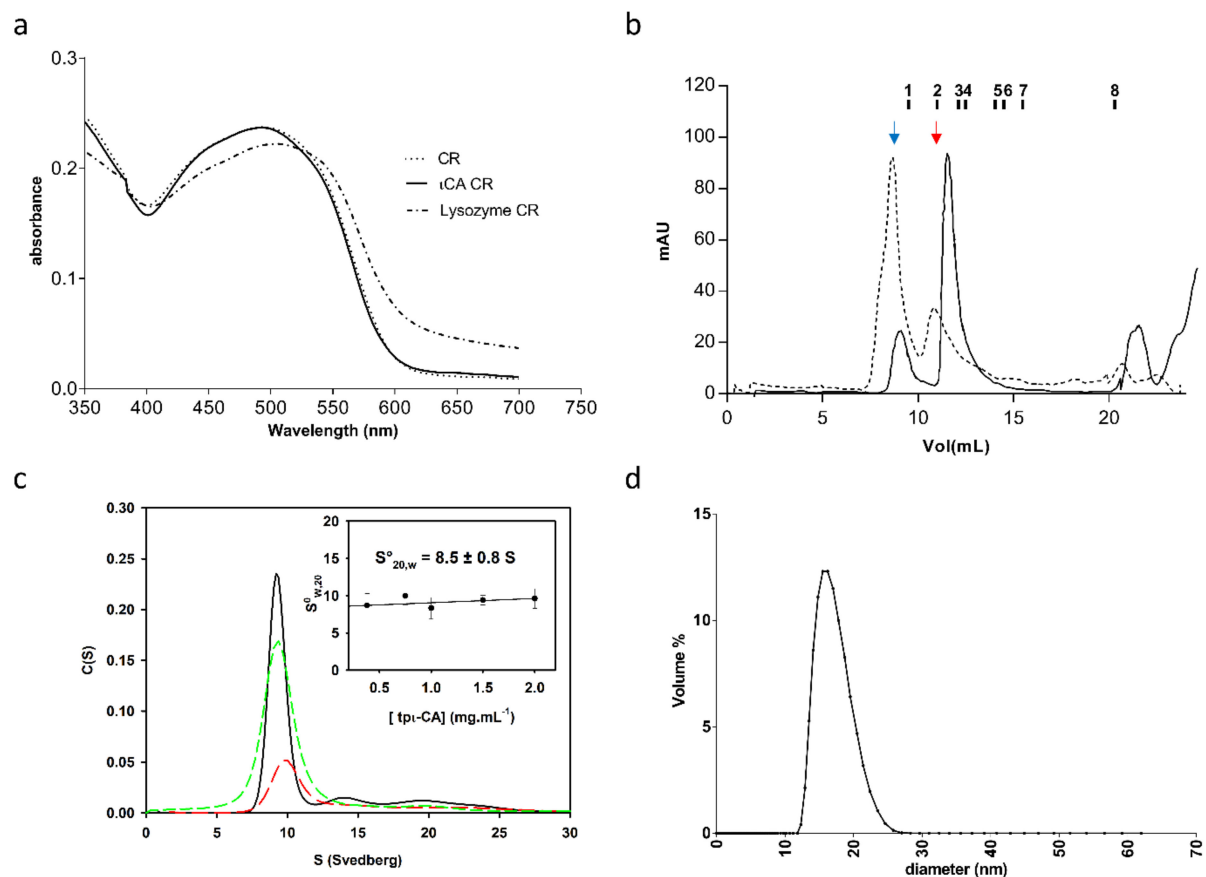 a
0.3
0.2
0.1
0.0
absorbance
350 400 450 500 550 600 650 700 750
Wavelength (nm)
CR
ιCA CR
Lysozyme CR
b
120
100
80
60
40
20
0
mAU
1 2 34 56 7 8
0 5 10 15 20
Vol(mL)
c
0.30
0.25
0.20
0.15
0.10
0.05
0.00
C(S)
0 5 10 15 20 25 30
S (Svedberg)
20
15
10
5
0
S⁰W,20
S°20,w = 8.5 ± 0.8 S
0.5 1.0 1.5 2.0
[ tpι-CA] (mg.mL-1)
d
15
10
5
0
Volume %
0 10 20 30 40 50 60 70
diameter (nm)